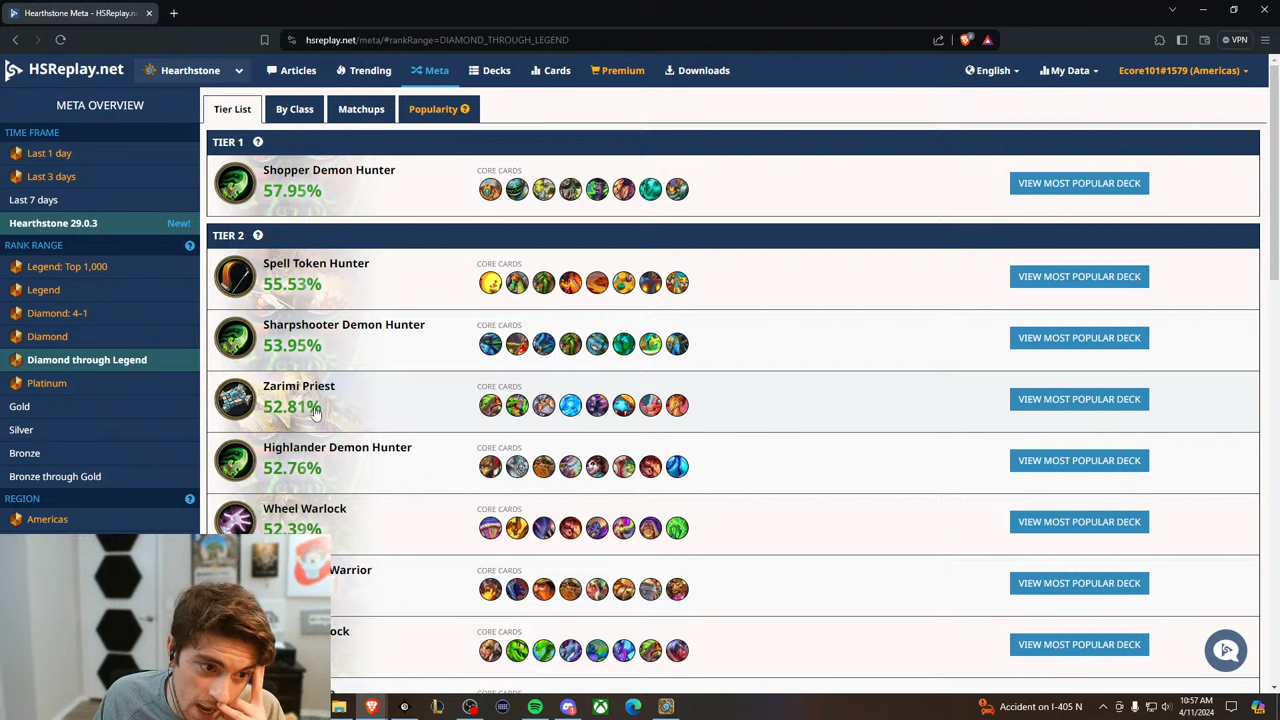 Hearthstone Meta - HSReplay.net
hsreplay.net/meta/#rankRange=DIAMOND_THROUGH_LEGEND
VPN
HSReplay.net
Hearthstone
Articles
Trending
Meta
Decks
Cards
Premium
Downloads
English
My Data
Ecore101#1579 (Americas)
META OVERVIEW
TIME FRAME
Last 1 day
Last 3 days
Last 7 days
Hearthstone 29.0.3 New!
RANK RANGE
Legend: Top 1,000
Legend
Diamond: 4–1
Diamond
Diamond through Legend
Platinum
Gold
Silver
Bronze
Bronze through Gold
REGION
Americas
Tier List
By Class
Matchups
Popularity
TIER 1
Shopper Demon Hunter
57.95%
CORE CARDS
VIEW MOST POPULAR DECK
TIER 2
Spell Token Hunter
55.53%
CORE CARDS
VIEW MOST POPULAR DECK
Sharpshooter Demon Hunter
53.95%
CORE CARDS
VIEW MOST POPULAR DECK
Zarimi Priest
52.81%
CORE CARDS
VIEW MOST POPULAR DECK
Highlander Demon Hunter
52.76%
CORE CARDS
VIEW MOST POPULAR DECK
Wheel Warlock
52.39%
CORE CARDS
VIEW MOST POPULAR DECK
Warrior
CORE CARDS
VIEW MOST POPULAR DECK
ock
CORE CARDS
VIEW MOST POPULAR DECK
Accident on I-405 N
10:57 AM
4/11/2024